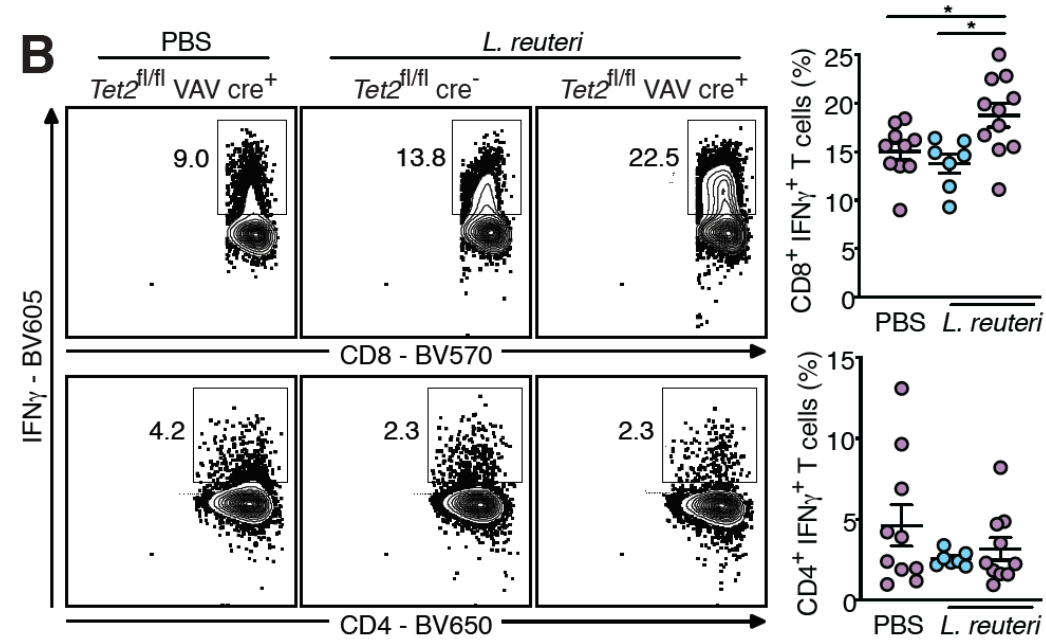 B
PBS
L. reuteri
Tet2fl/fl VAV cre+
Tet2fl/fl cre-
Tet2fl/fl VAV cre+
9.0
13.8
22.5
IFNγ - BV605
CD8 - BV570
4.2
2.3
2.3
CD4 - BV650
*
*
CD8+ IFNγ+ T cells (%)
25
20
15
10
5
0
PBS
L. reuteri
CD4+ IFNγ+ T cells (%)
15
10
5
0
PBS
L. reuteri